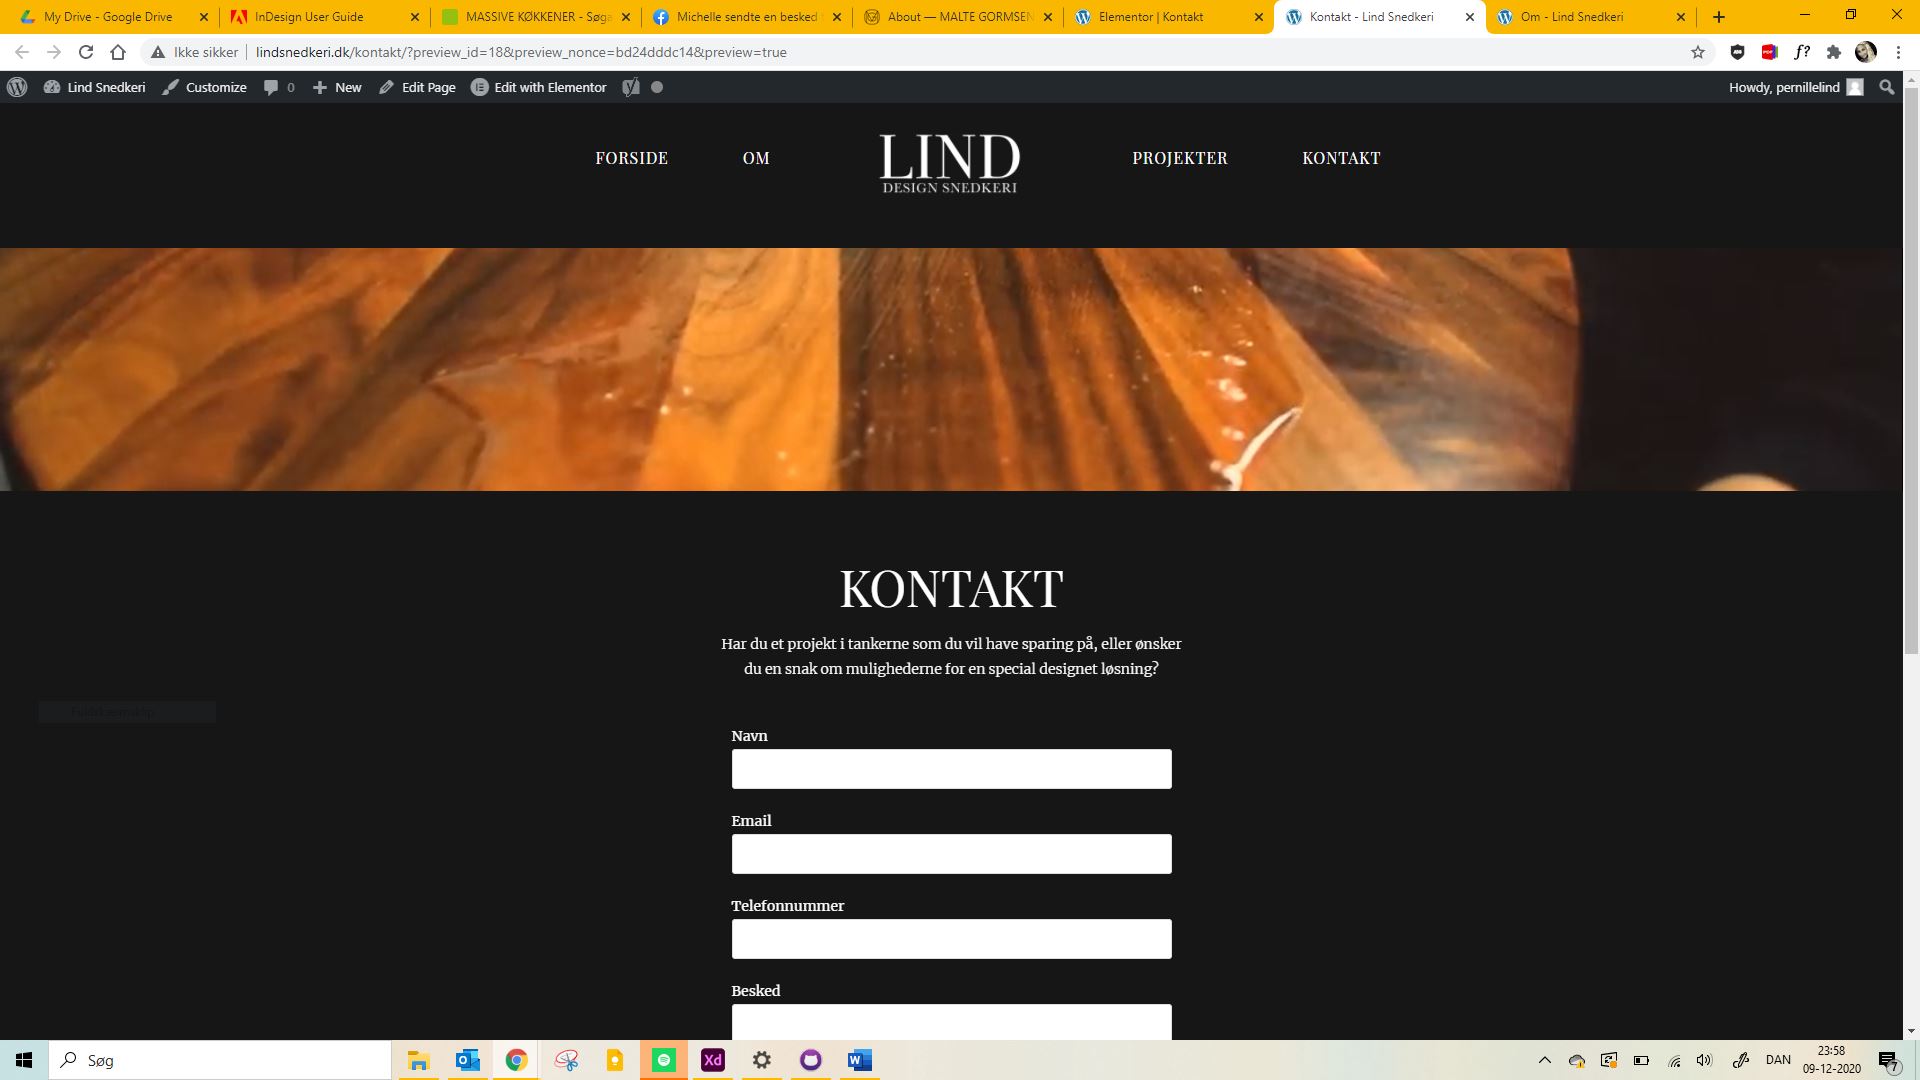 My Drive - Google Drive
InDesign User Guide
MASSIVE KØKKENER - Søg
Michelle sendte en besked
About — MALTE GORMSEN
Elementor | Kontakt
Kontakt - Lind Snedkeri
Om - Lind Snedkeri
Ikke sikker
lindsnedkeri.dk/kontakt/?preview_id=18&preview_nonce=bd24dddc14&preview=true
Lind Snedkeri
Customize
0
New
Edit Page
Edit with Elementor
Howdy, pernillelind
FORSIDE
OM
LIND
DESIGN SNEDKERI
PROJEKTER
KONTAKT
KONTAKT
Har du et projekt i tankerne som du vil have sparing på, eller ønsker
du en snak om mulighederne for en special designet løsning?
Navn
Email
Telefonnummer
Besked
Søg
Xd
DAN
23:58
09-12-2020
7